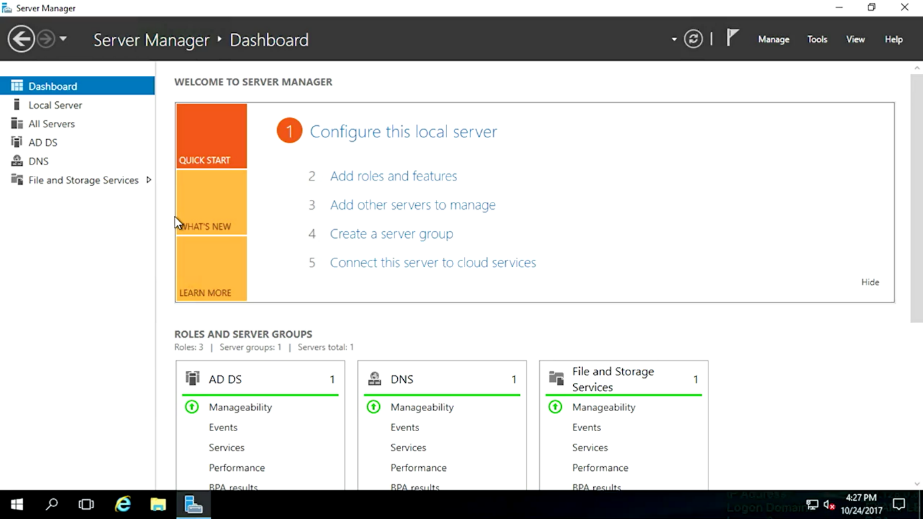 Server Manager
Server Manager • Dashboard
Manage Tools View Help
Dashboard
Local Server
All Servers
AD DS
DNS
File and Storage Services
WELCOME TO SERVER MANAGER
QUICK START
WHAT'S NEW
LEARN MORE
1 Configure this local server
2 Add roles and features
3 Add other servers to manage
4 Create a server group
5 Connect this server to cloud services
Hide
ROLES AND SERVER GROUPS
Roles: 3 | Server groups: 1 | Servers total: 1
AD DS 1
Manageability
Events
Services
Performance
BPA results
DNS 1
Manageability
Events
Services
Performance
BPA results
File and Storage
Services 1
Manageability
Events
Services
Performance
BPA results
IP Address
Logon Domain
4:27 PM
10/24/2017